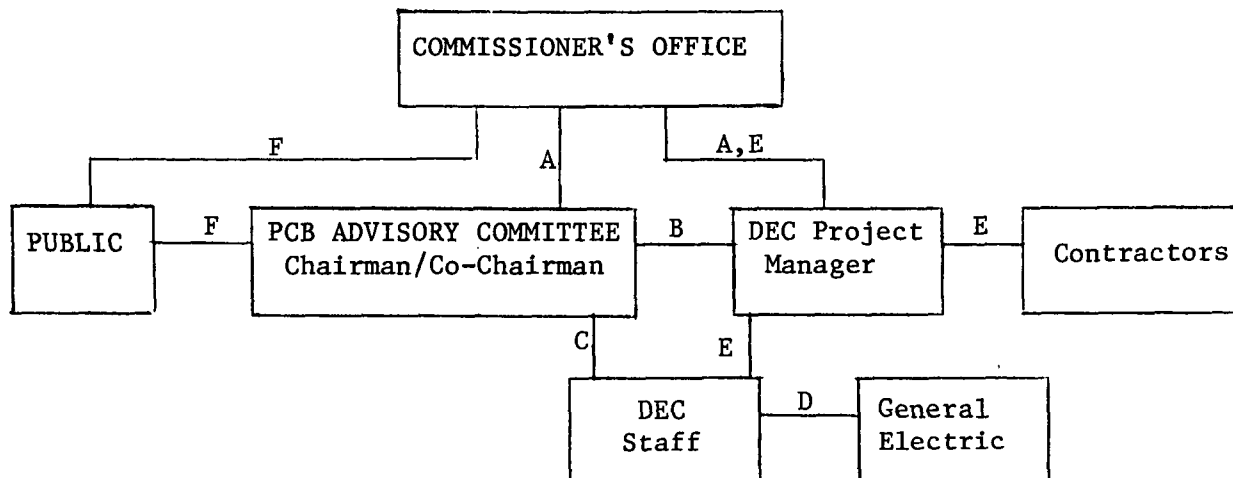 COMMISSIONER'S OFFICE
F
A
A,E
PUBLIC
F
PCB ADVISORY COMMITTEE
Chairman/Co-Chairman
B
DEC Project
Manager
E
Contractors
C
E
DEC
Staff
D
General
Electric